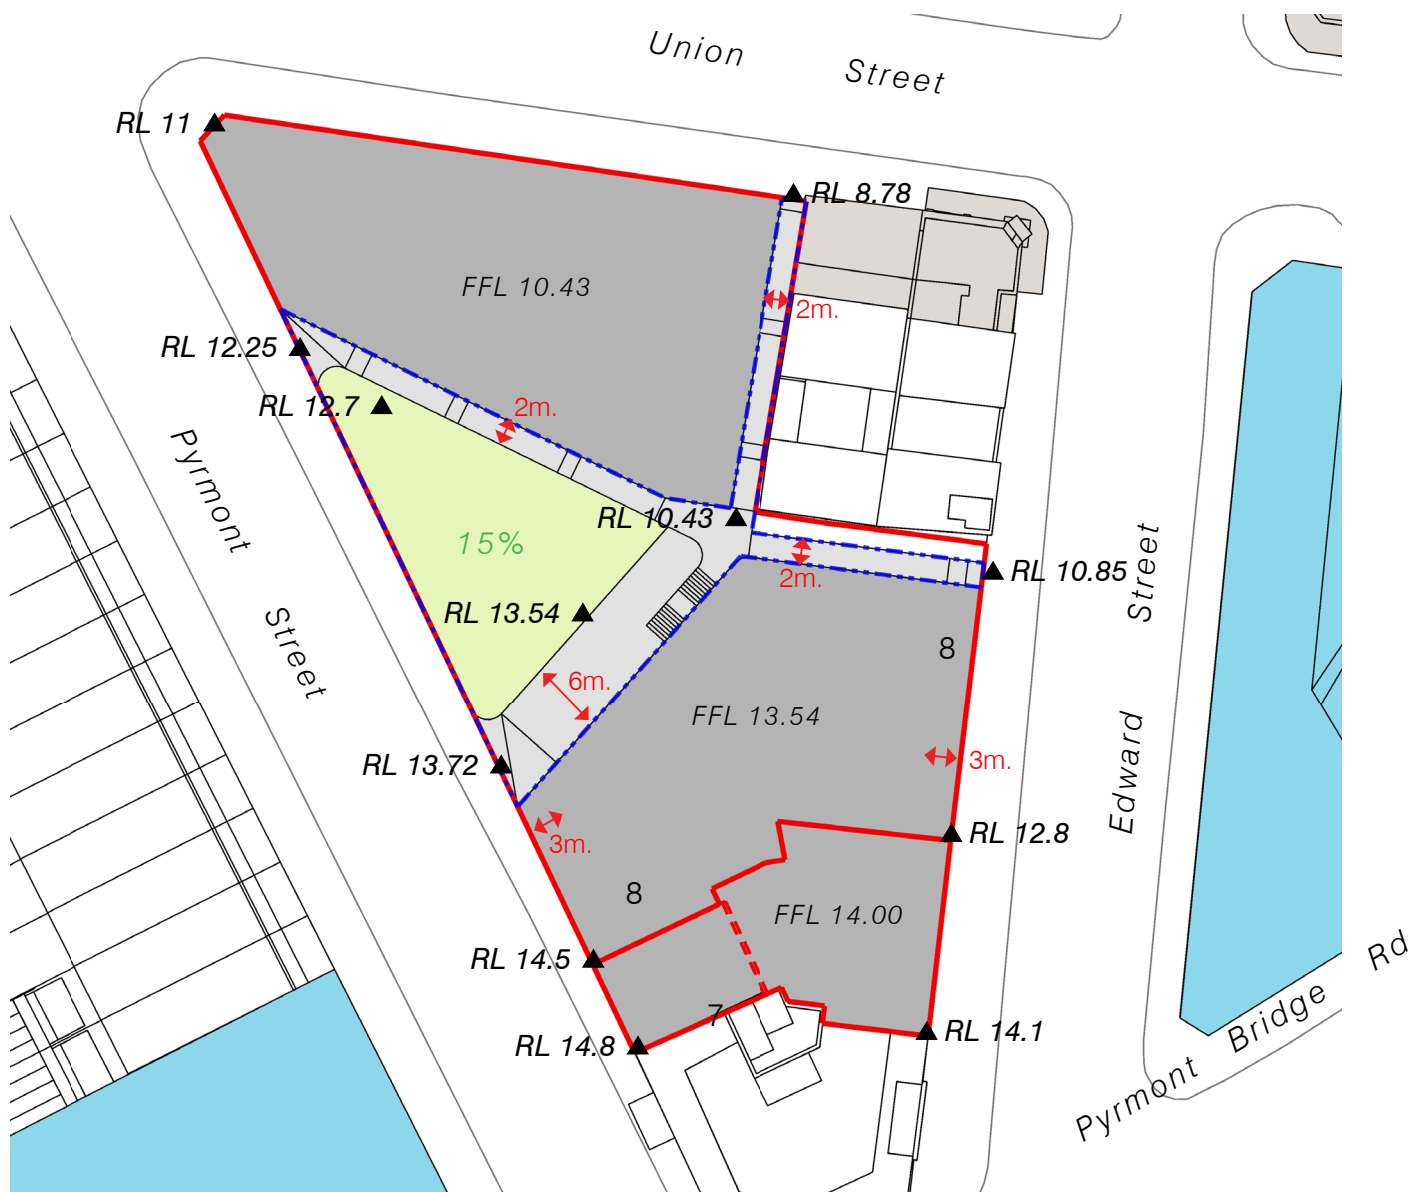 Union Street
RL 11
RL 8.78
FFL 10.43
2m.
RL 12.25
RL 12.7
2m.
Pyrmont Street
RL 10.43
15%
2m.
RL 10.85
RL 13.54
8
6m.
FFL 13.54
Edward Street
RL 13.72
3m.
3m.
RL 12.8
8
FFL 14.00
RL 14.5
7
RL 14.8
RL 14.1
Pyrmont Bridge Rd